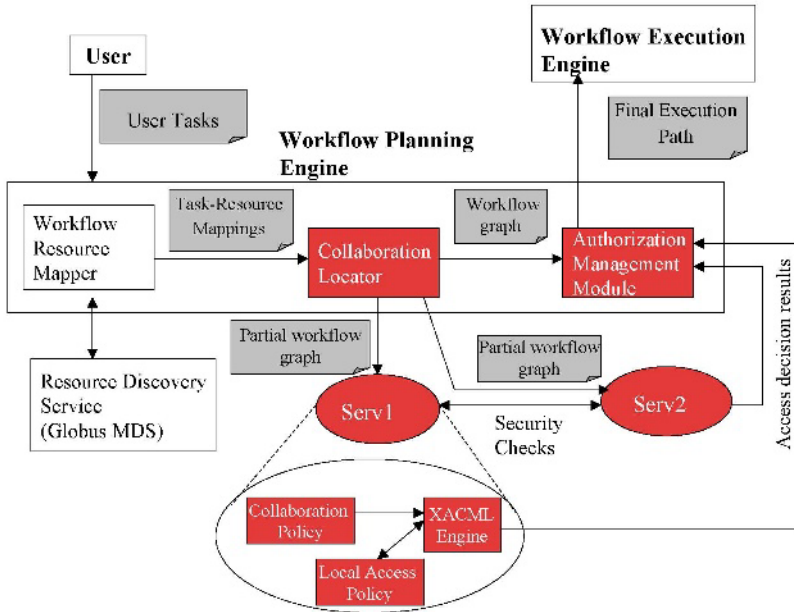 User
Workflow Execution
Engine
User Tasks
Final Execution
Path
Workflow Planning
Engine
Workflow
Resource
Mapper
Task-Resource
Mappings
Collaboration
Locator
Workflow
graph
Authorization
Management
Module
Access decision results
Partial workflow
graph
Partial workflow
graph
Resource Discovery
Service
(Globus MDS)
Serv1
Security
Checks
Serv2
Collaboration
Policy
XACML
Engine
Local Access
Policy